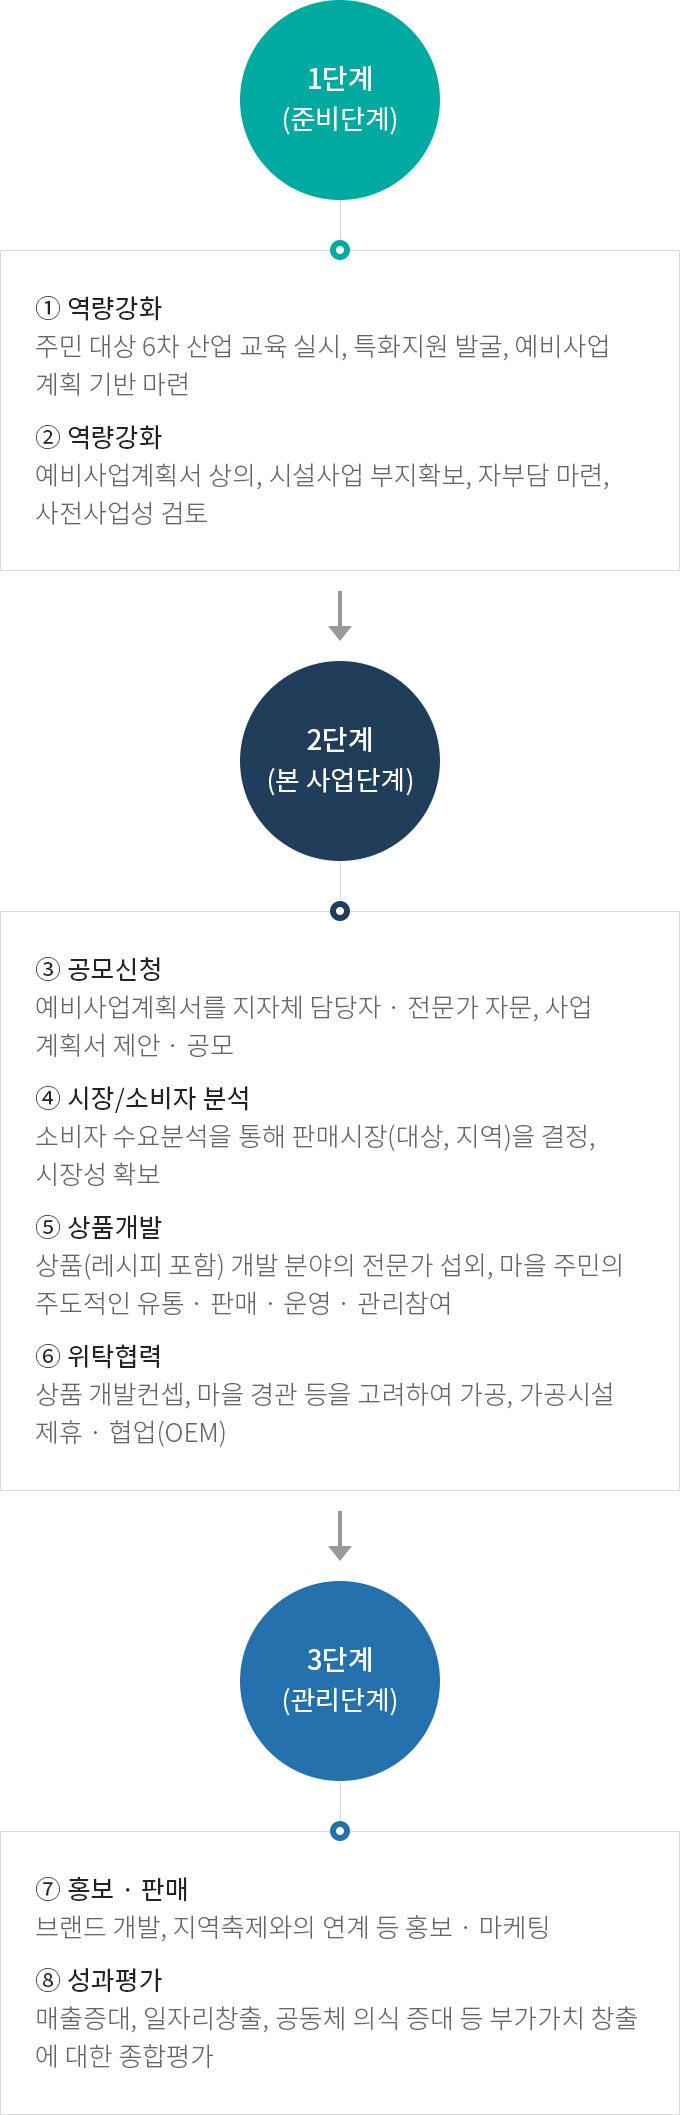 1단계
(준비단계)
① 역량강화
주민 대상 6차 산업 교육 실시, 특화지원 발굴, 예비사업
계획 기반 마련
② 역량강화
예비사업계획서 상의, 시설사업 부지확보, 자부담 마련,
사전사업성 검토
2단계
(본 사업단계)
③ 공모신청
예비사업계획서를 지자체 담당자 · 전문가 자문, 사업
계획서 제안 · 공모
④ 시장/소비자 분석
소비자 수요분석을 통해 판매시장(대상, 지역)을 결정,
시장성 확보
⑤ 상품개발
상품(레시피 포함) 개발 분야의 전문가 섭외, 마을 주민의
주도적인 유통 · 판매 · 운영 · 관리참여
⑥ 위탁협력
상품 개발컨셉, 마을 경관 등을 고려하여 가공, 가공시설
제휴 · 협업(OEM)
3단계
(관리단계)
⑦ 홍보 · 판매
브랜드 개발, 지역축제와의 연계 등 홍보 · 마케팅
⑧ 성과평가
매출증대, 일자리창출, 공동체 의식 증대 등 부가가치 창출
에 대한 종합평가